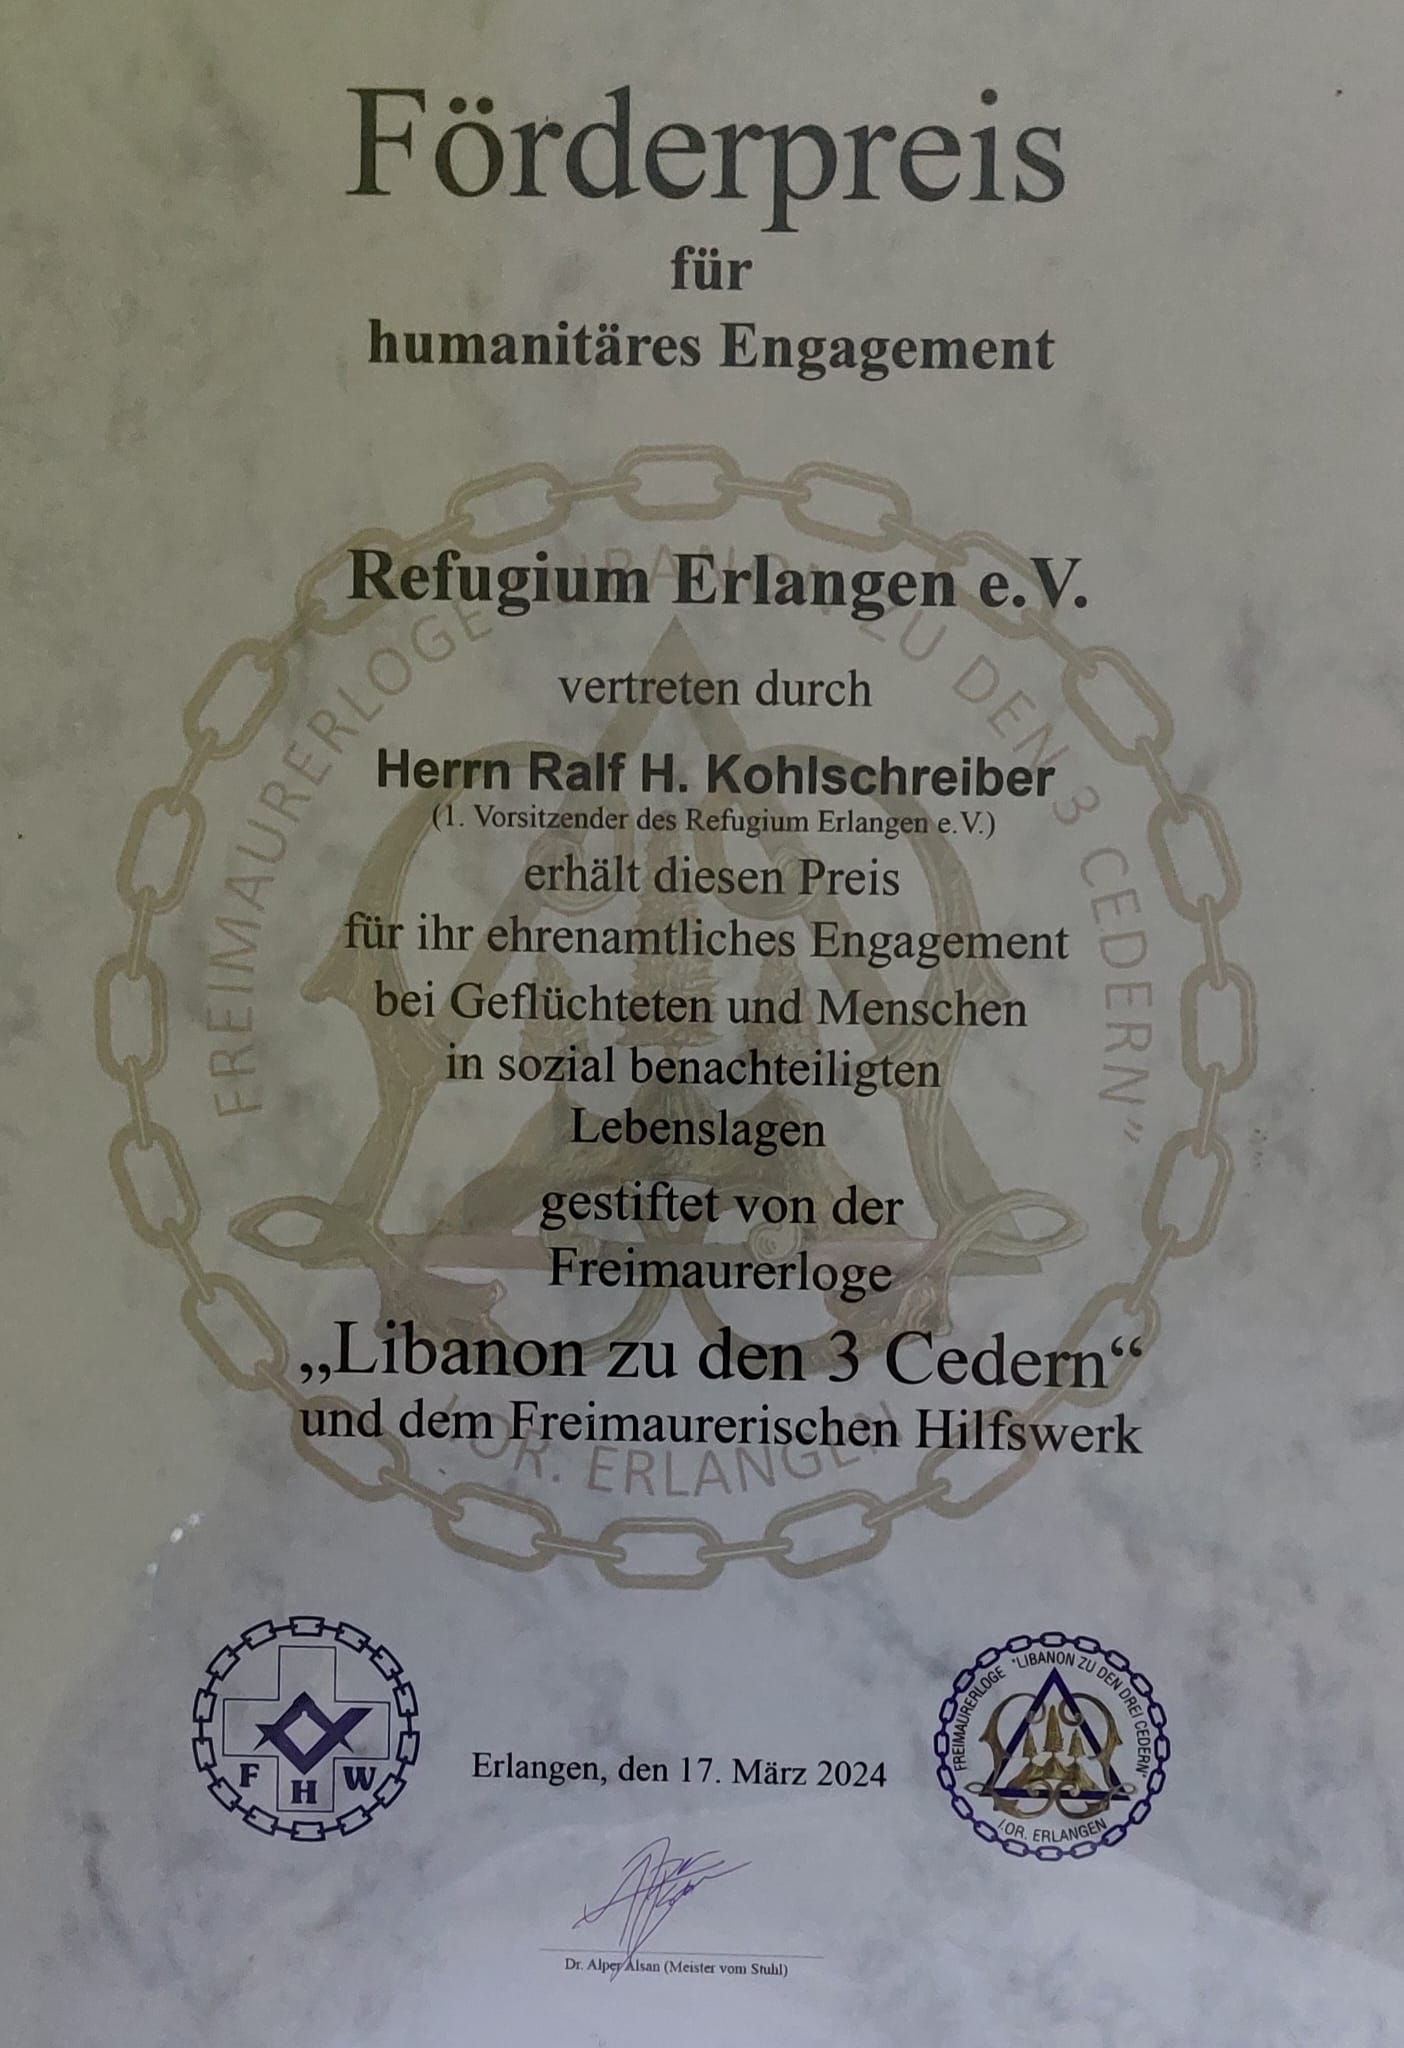 Förderpreis
für
humanitäres Engagement
Refugium Erlangen e.V.
vertreten durch
Herrn Ralf H. Kohlschreiber
(1. Vorsitzender des Refugium Erlangen e.V.)
erhält diesen Preis
für ihr ehrenamtliches Engagement
bei Geflüchteten und Menschen
in sozial benachteiligten
Lebenslagen
gestiftet von der
Freimaurerloge
„Libanon zu den 3 Cedern“
und dem Freimaurerischen Hilfswerk
FREIMAURERLOGE LIBANON ZU DEN 3 CEDERN”
I.OR. ERLANGEN
F H W
Erlangen, den 17. März 2024
FREIMAURERLOGE "LIBANON ZU DEN DREI CEDERN"
I.OR. ERLANGEN
Dr. Alper Alsan (Meister vom Stuhl)